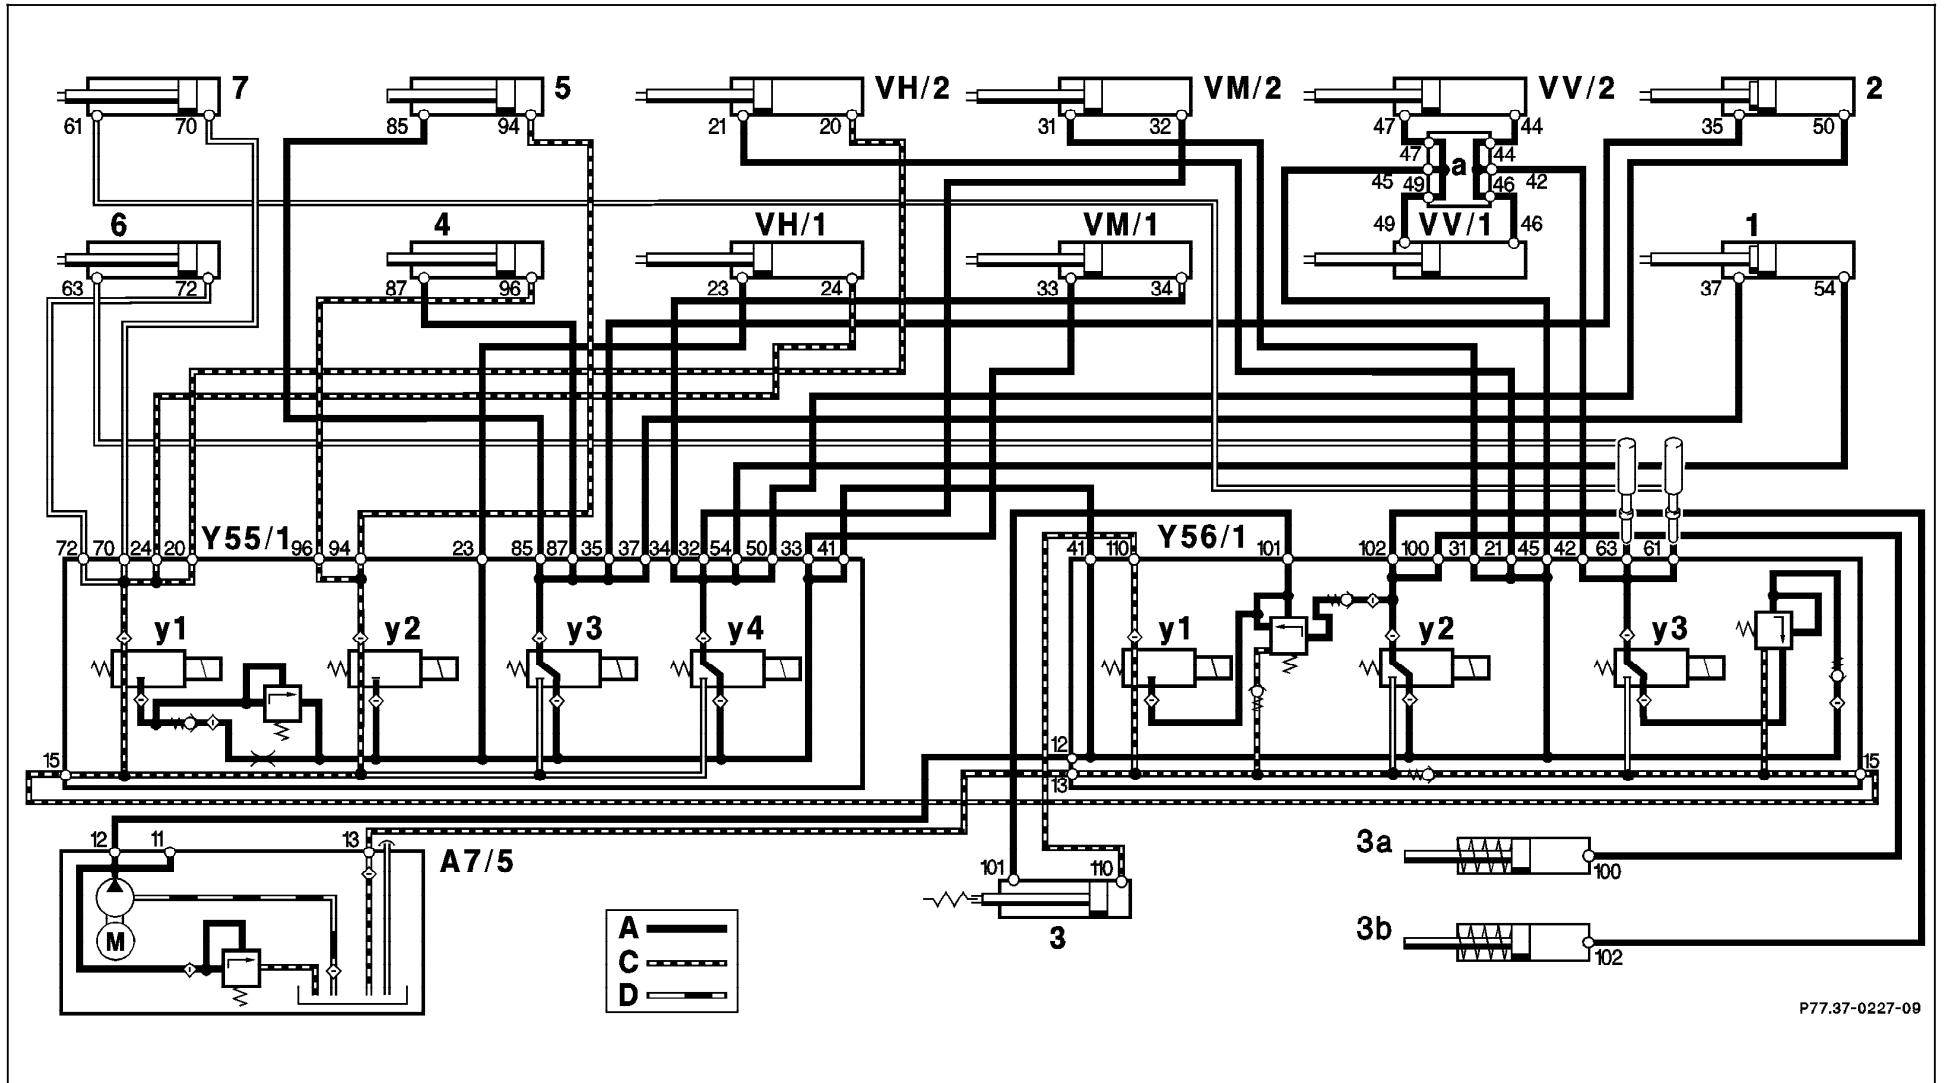 7 5 VH/2 VM/2 VV/2 2
61 70 85 94 21 20 31 32 47 44 35 50
47 a 44
45 49 46 42
6 4 VH/1 VM/1 49 VV/1 46 1
63 72 87 96 23 24 33 34 37 54
72 70 24 20 Y55/1 96 94 23 85 87 35 37 34 32 54 50 33 41
41 110 Y56/1 101 102 100 31 21 45 42 63 61
y1 y2 y3 y4 y1 y2 y3
15 12 13 15
12 11 13 A7/5
M
101 110
3
3a 100
3b 102
A
C
D
P77.37-0227-09